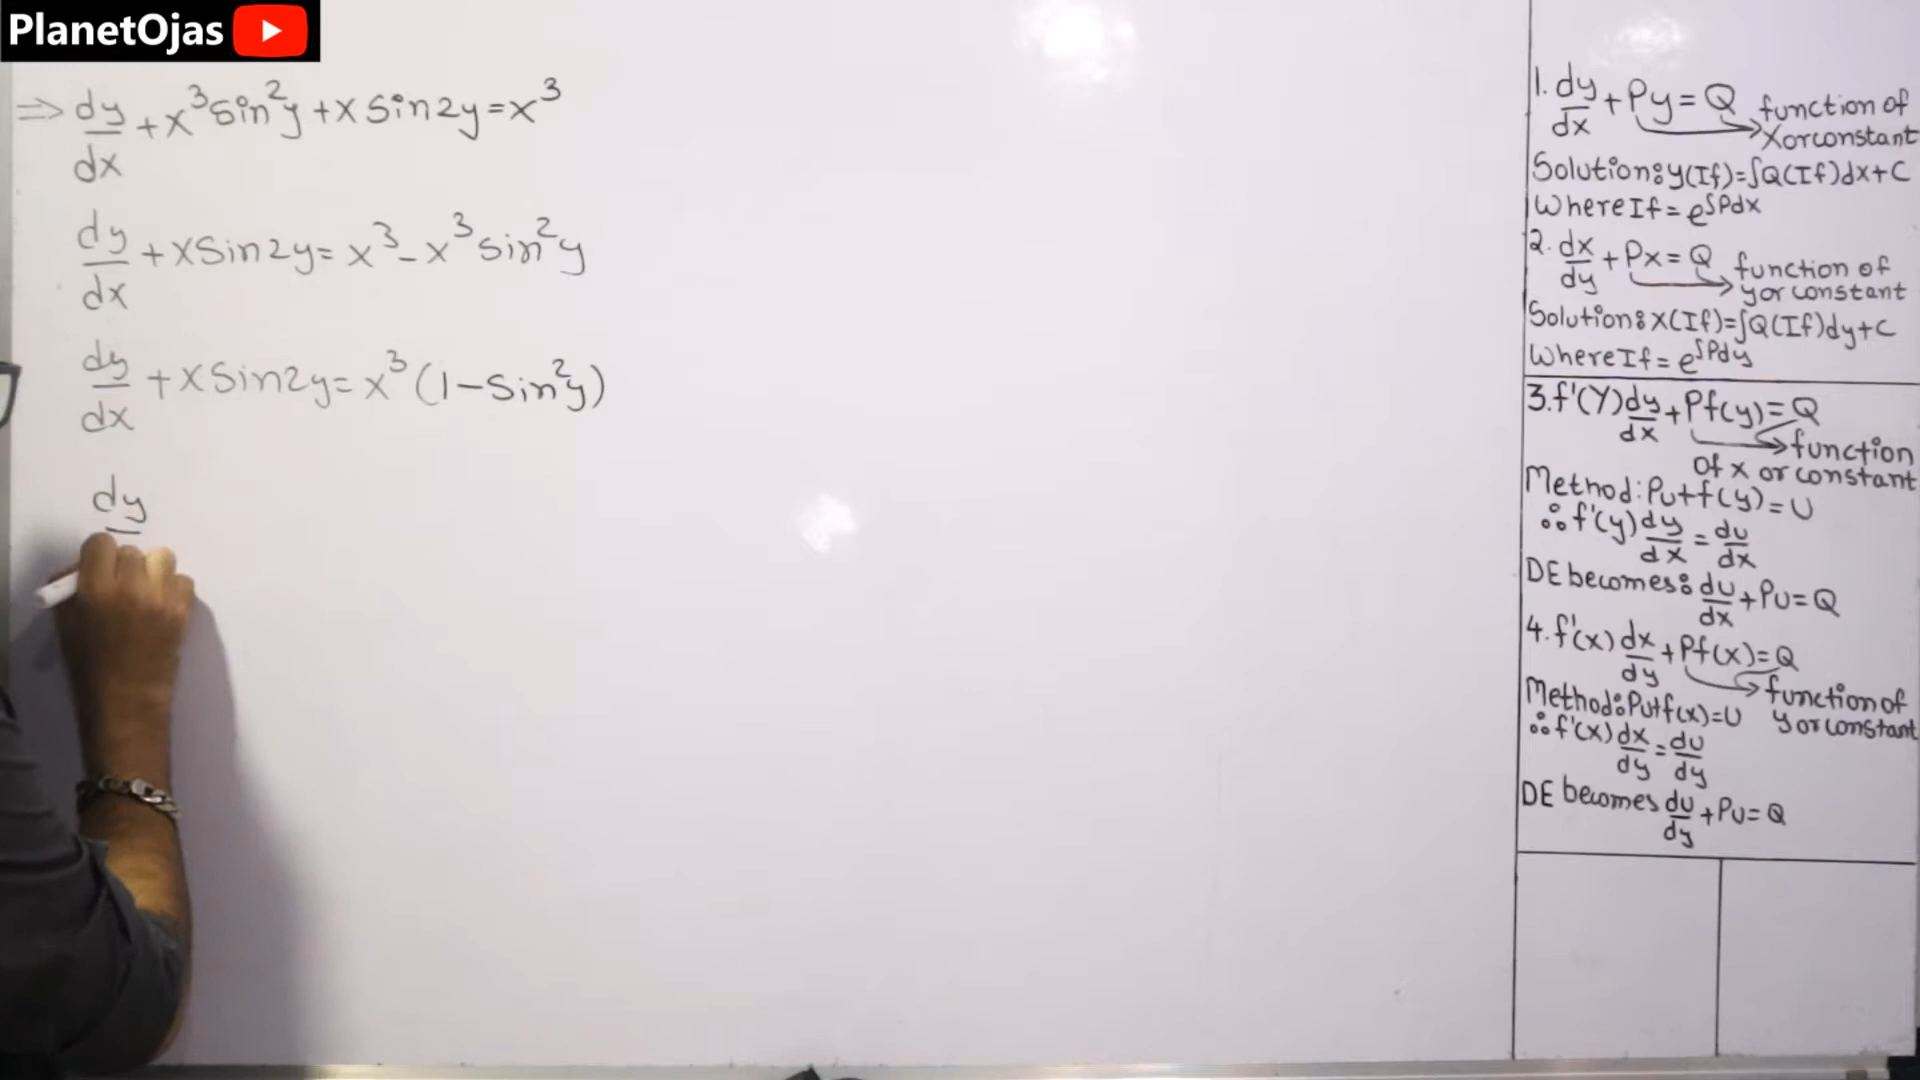 PlanetOjas
⇒ dy/dx + x³sin²y + x sin2y = x³
dy/dx + x sin2y = x³ - x³ sin²y
dy/dx + x sin2y = x³ (1 - sin²y)
dy
1. dy/dx + Py = Q function of
x or constant
Solution: y(If) = ∫Q(If)dx + C
Where If = e^∫Pdx
2. dx/dy + Px = Q function of
y or constant
Solution: x(If) = ∫Q(If)dy + C
Where If = e^∫Pdy
3. f'(Y) dy/dx + Pf(y) = Q
function
of x or constant
Method: Put f(y) = U
∴ f'(y) dy/dx = du/dx
DE becomes: du/dx + PU = Q
4. f'(x) dx/dy + Pf(x) = Q
function of
y or constant
Method: Put f(x) = U
∴ f'(x) dx/dy = du/dy
DE becomes du/dy + PU = Q